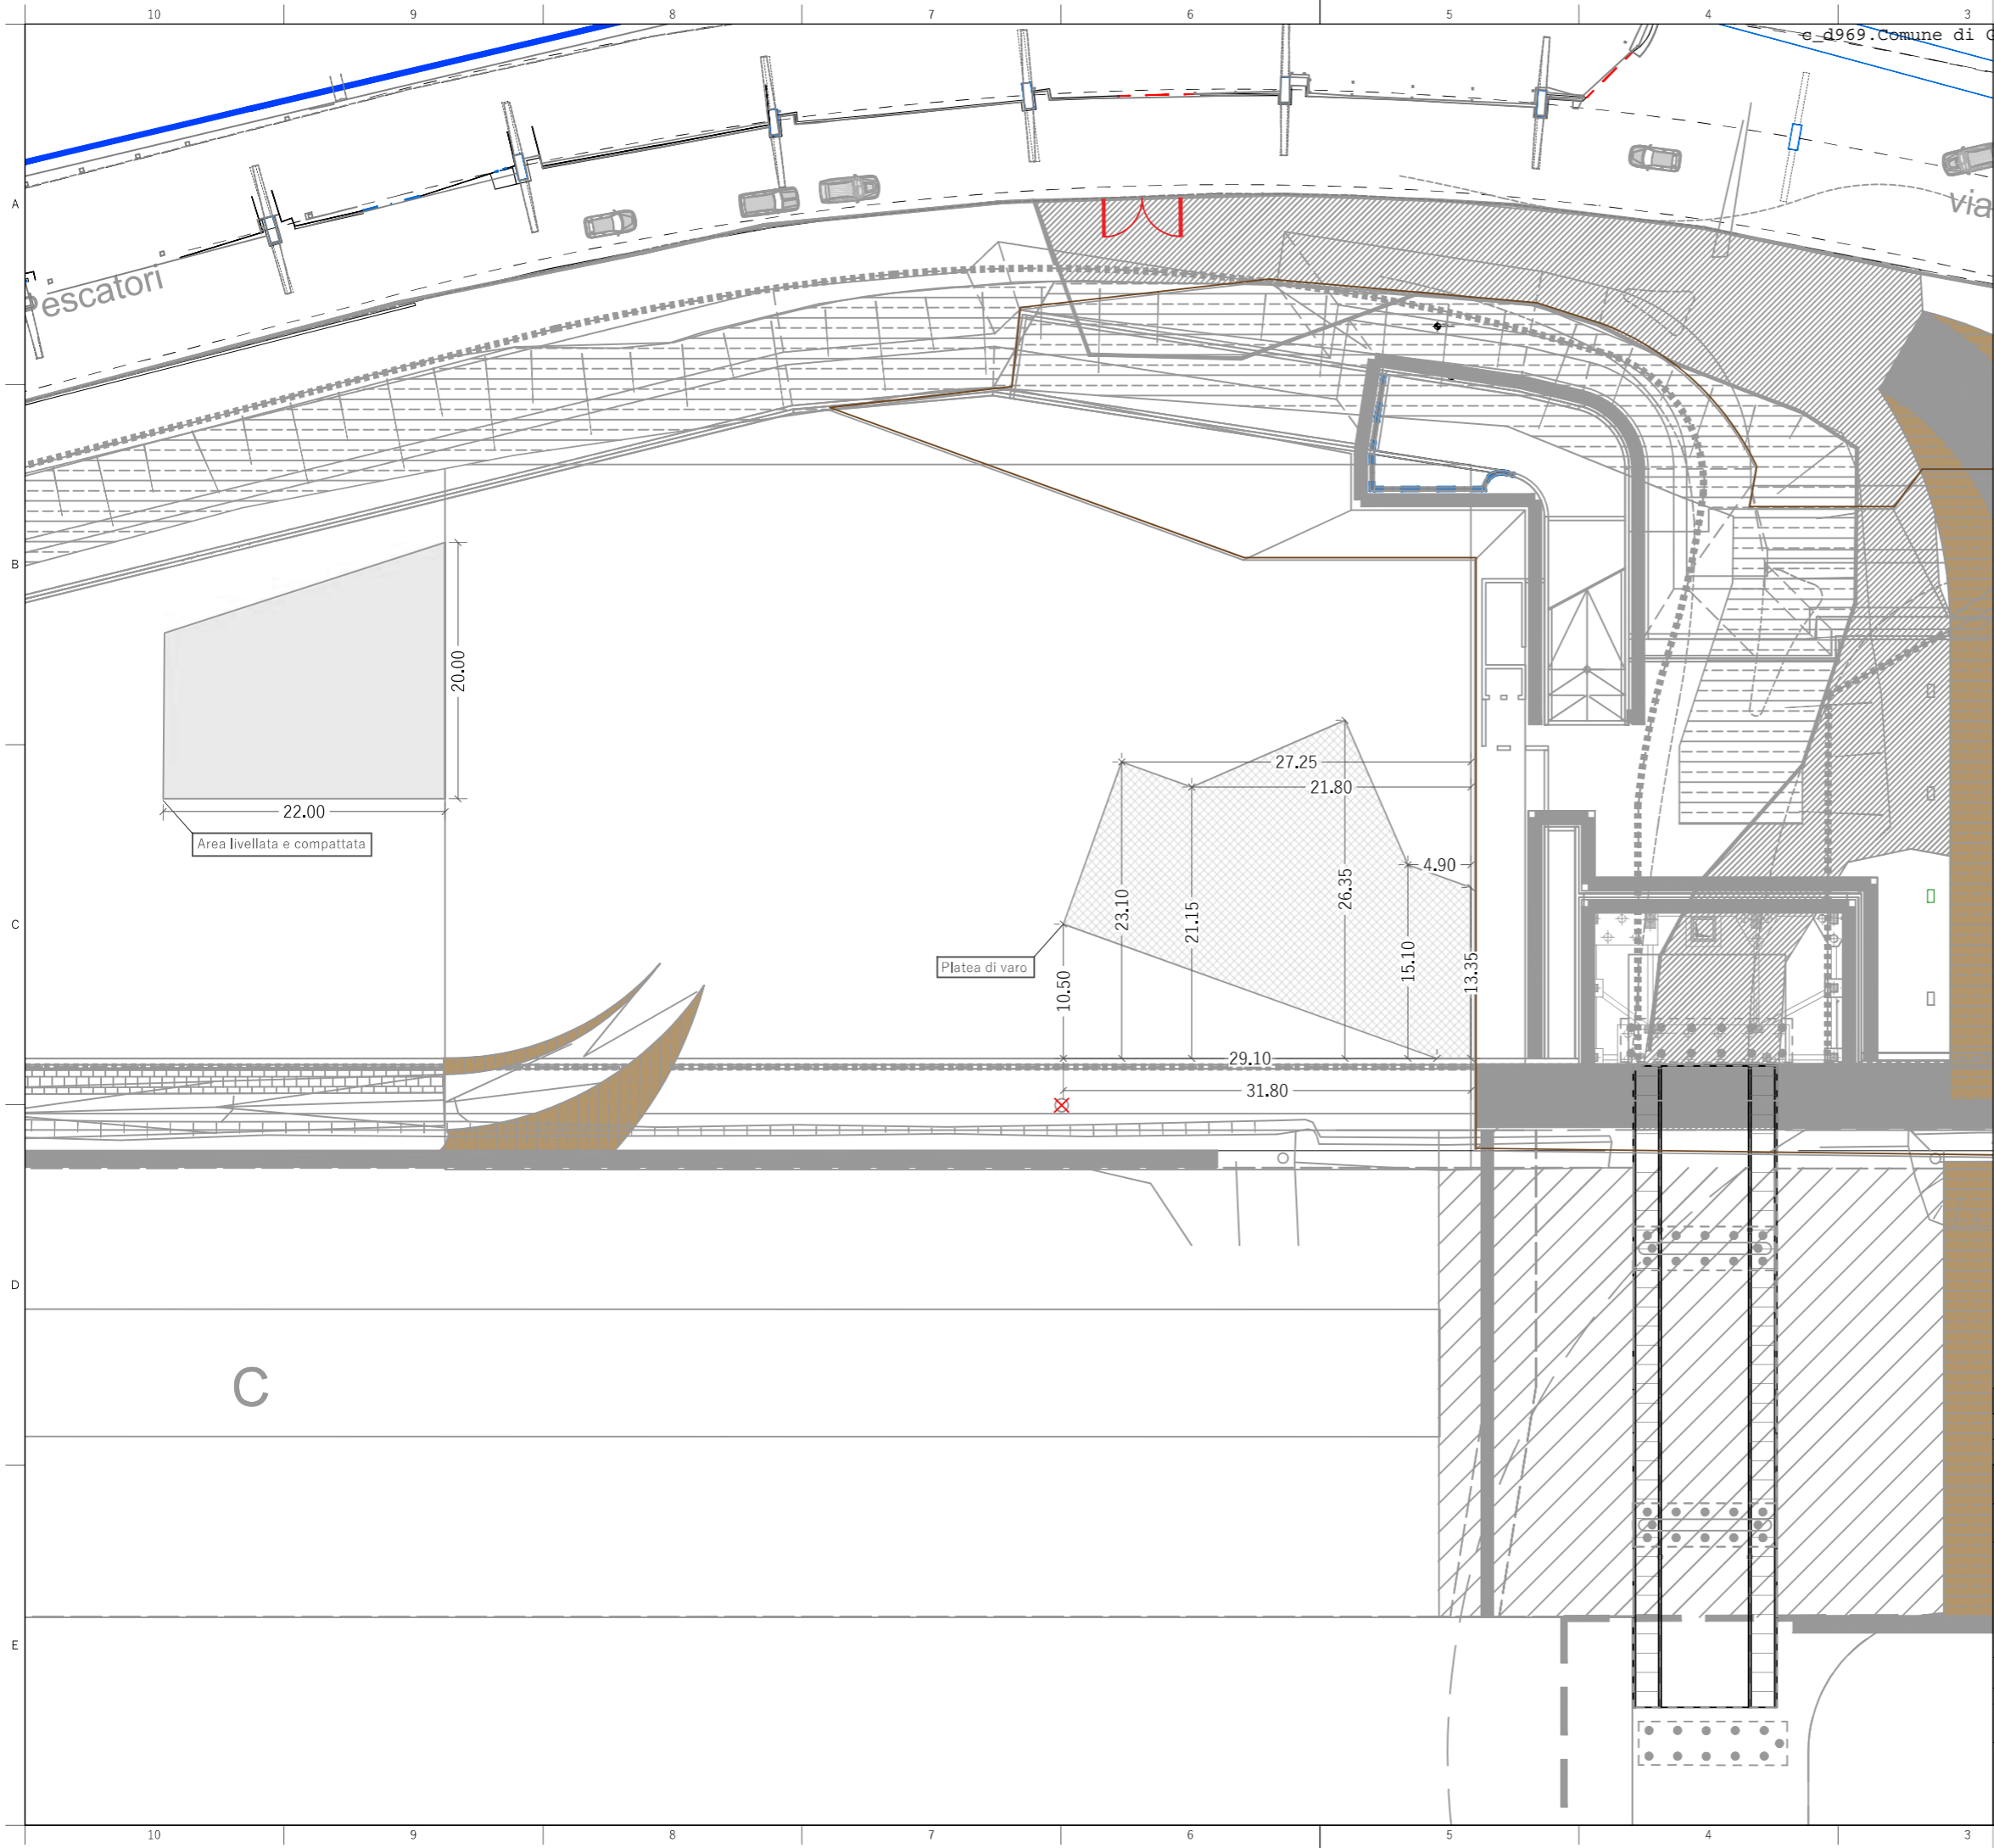 10 9 8 7 6 5 4 3
c_d969.Comune di G
A
via
Pescatori
B
20.00
27.25
21.80
22.00
Area livellata e compattata
4.90
26.35
23.10
21.15
15.10
13.35
C
Platea di varo
10.50
29.10
31.80
D
C
E
10 9 8 7 6 5 4 3